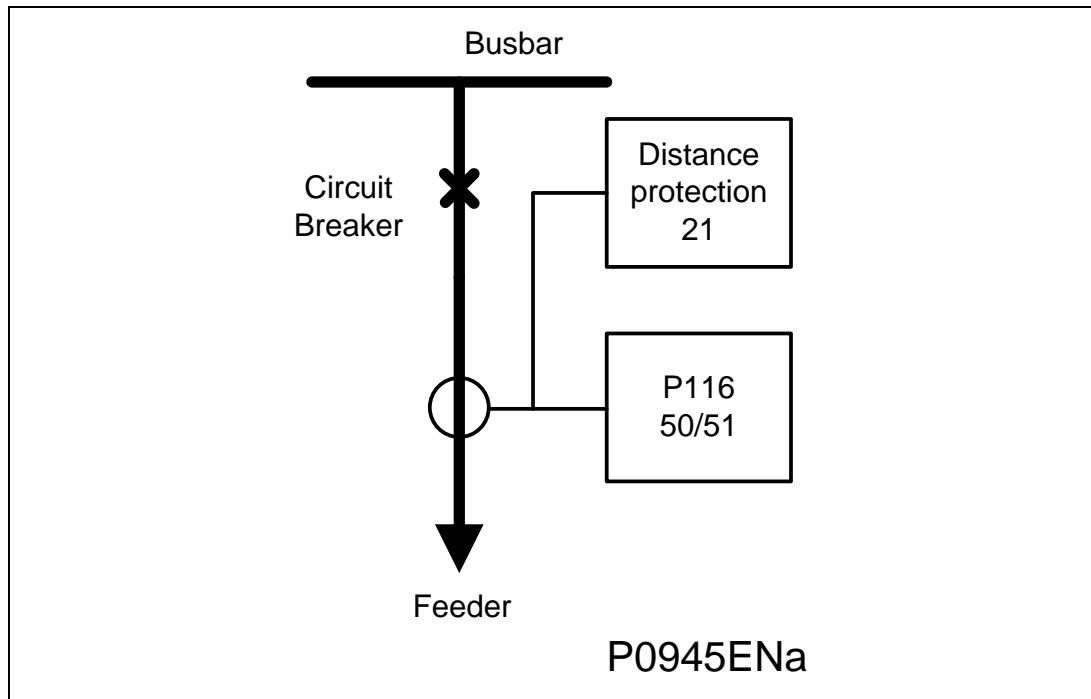 Busbar
Circuit
Breaker
Distance
protection
21
P116
50/51
Feeder
P0945ENa